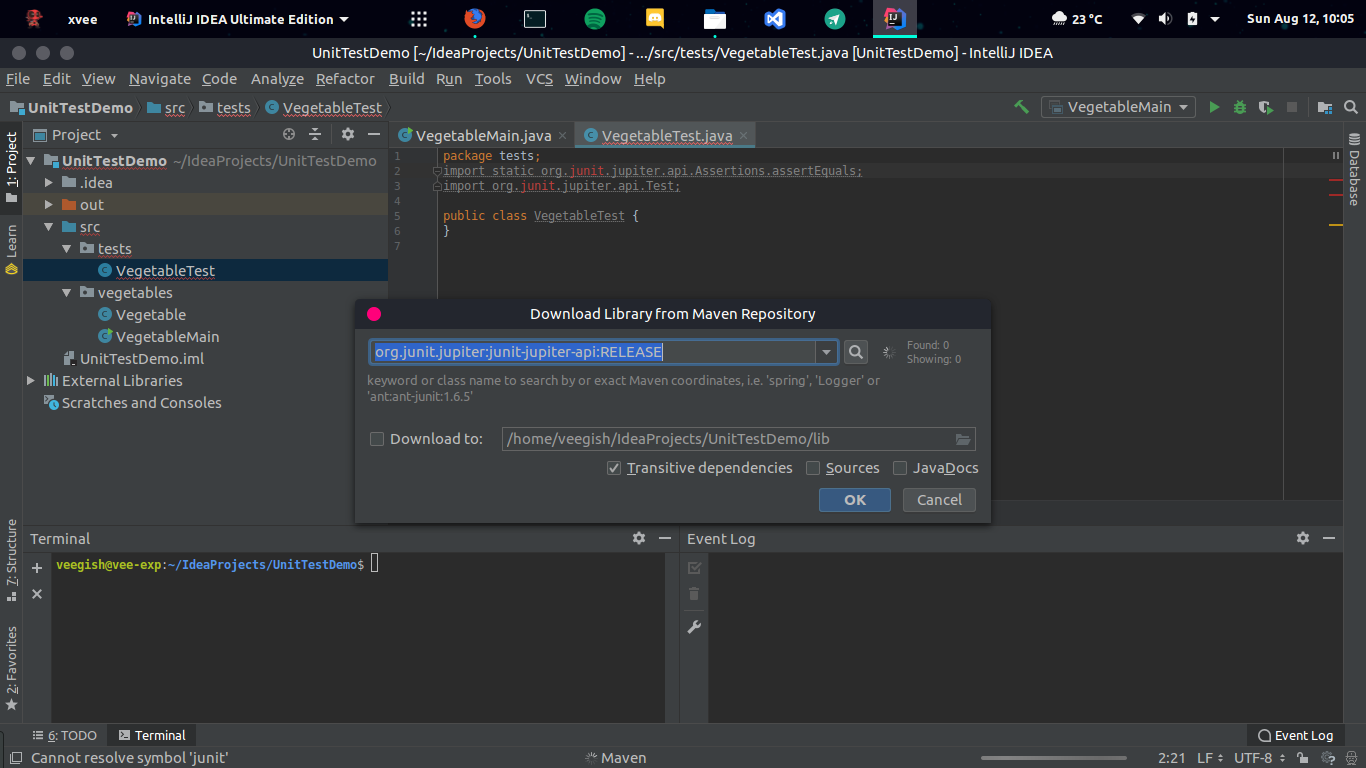 xvee IntelliJ IDEA Ultimate Edition 23 °C Sun Aug 12, 10:05
UnitTestDemo [~/IdeaProjects/UnitTestDemo] - .../src/tests/VegetableTest.java [UnitTestDemo] - IntelliJ IDEA
File Edit View Navigate Code Analyze Refactor Build Run Tools VCS Window Help
UnitTestDemo src tests VegetableTest VegetableMain
1: Project
Learn
7: Structure
2: Favorites
Project
UnitTestDemo ~/IdeaProjects/UnitTestDemo
.idea
out
src
tests
VegetableTest
vegetables
Vegetable
VegetableMain
UnitTestDemo.iml
External Libraries
Scratches and Consoles
VegetableMain.java VegetableTest.java
1 package tests;
2 import static org.junit.jupiter.api.Assertions.assertEquals;
3 import org.junit.jupiter.api.Test;
4
5 public class VegetableTest {
6 }
7
Database
Download Library from Maven Repository
org.junit.jupiter:junit-jupiter-api:RELEASE
Found: 0
Showing: 0
keyword or class name to search by or exact Maven coordinates, i.e. 'spring', 'Logger' or
'ant:ant-junit:1.6.5'
Download to: /home/veegish/IdeaProjects/UnitTestDemo/lib
Transitive dependencies Sources JavaDocs
OK Cancel
Terminal
veegish@vee-exp:~/IdeaProjects/UnitTestDemo$
Event Log
6: TODO Terminal Event Log
Cannot resolve symbol 'junit' Maven 2:21 LF UTF-8